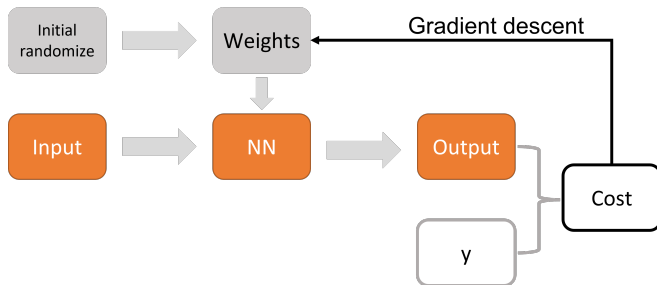 Initial
randomize
Weights
Gradient descent
Input
NN
Output
Cost
y